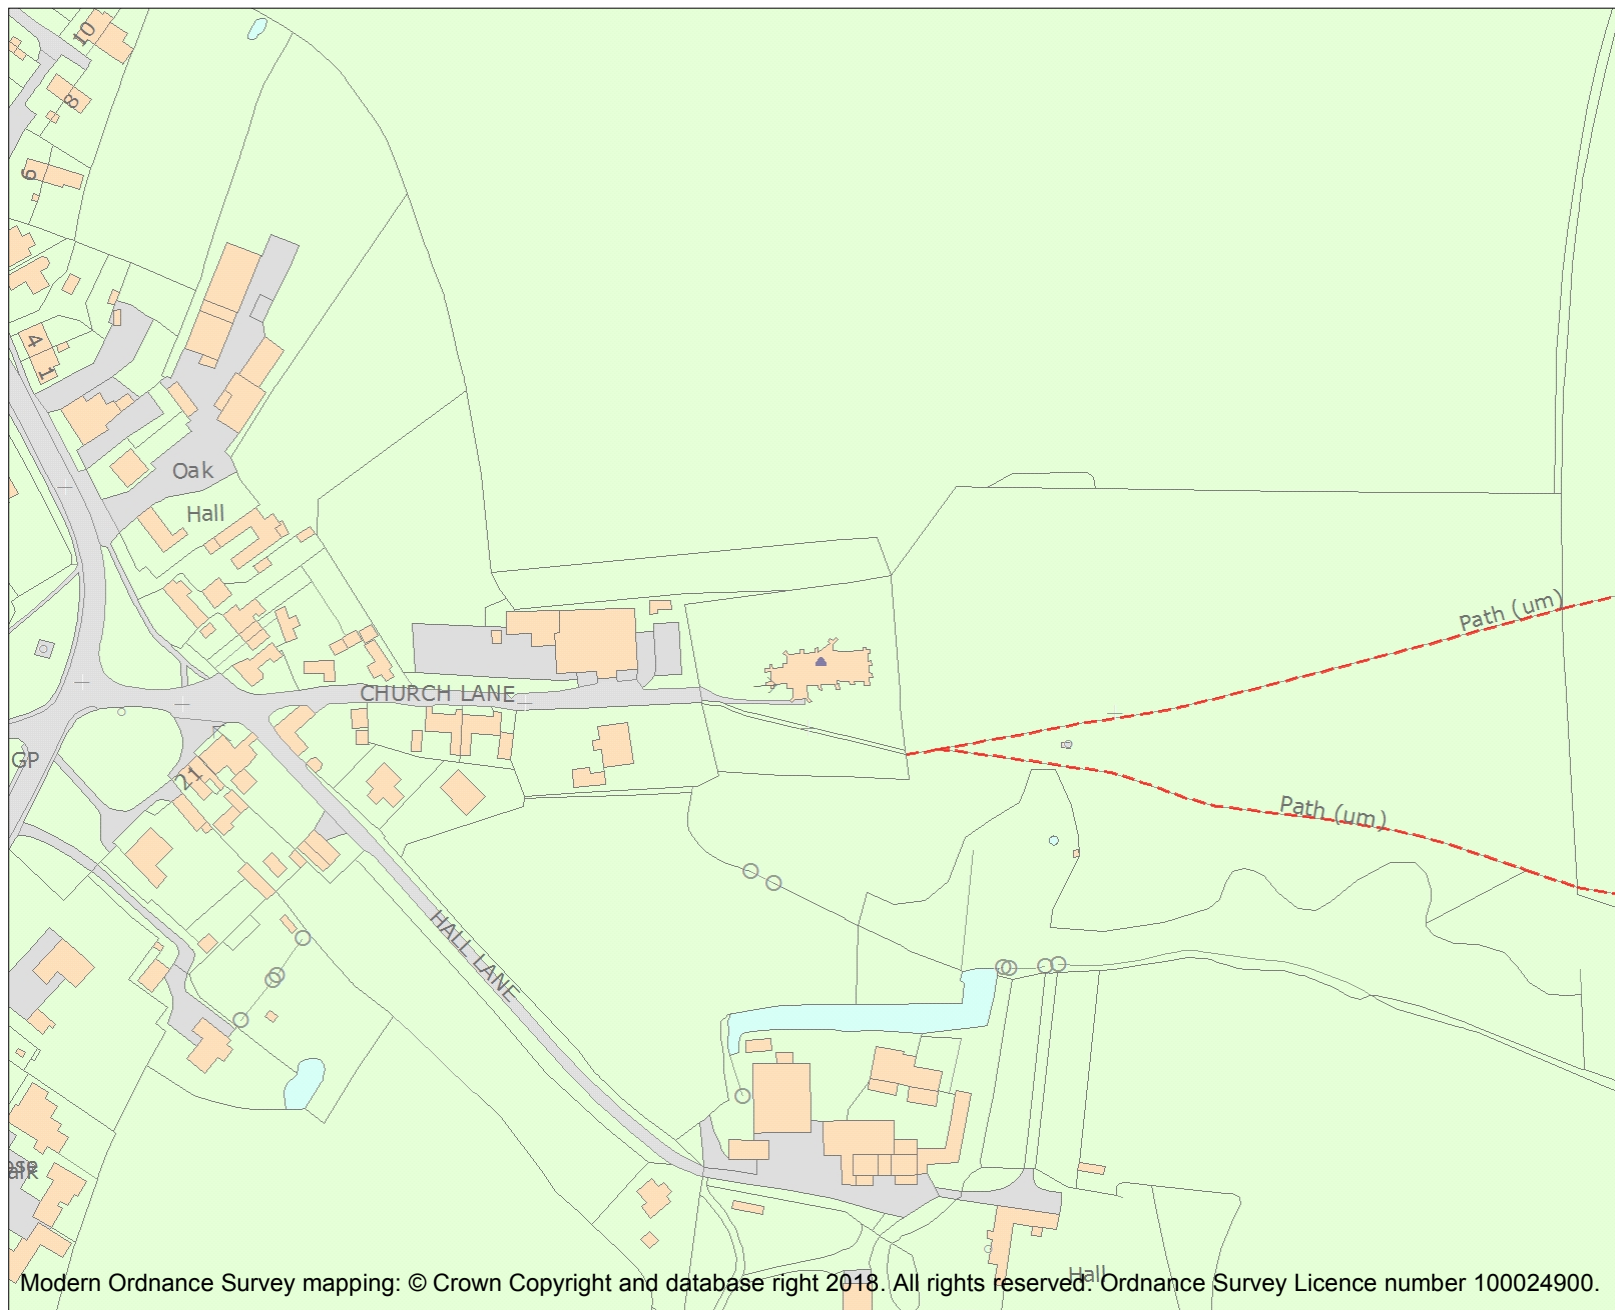 10
8
6
4
1
Oak
Hall
Path (um)
CHURCH LANE
GP
21
Path (um)
HALL LANE
Hall
Modern Ordnance Survey mapping: © Crown Copyright and database right 2018. All rights reserved. Ordnance Survey Licence number 100024900.